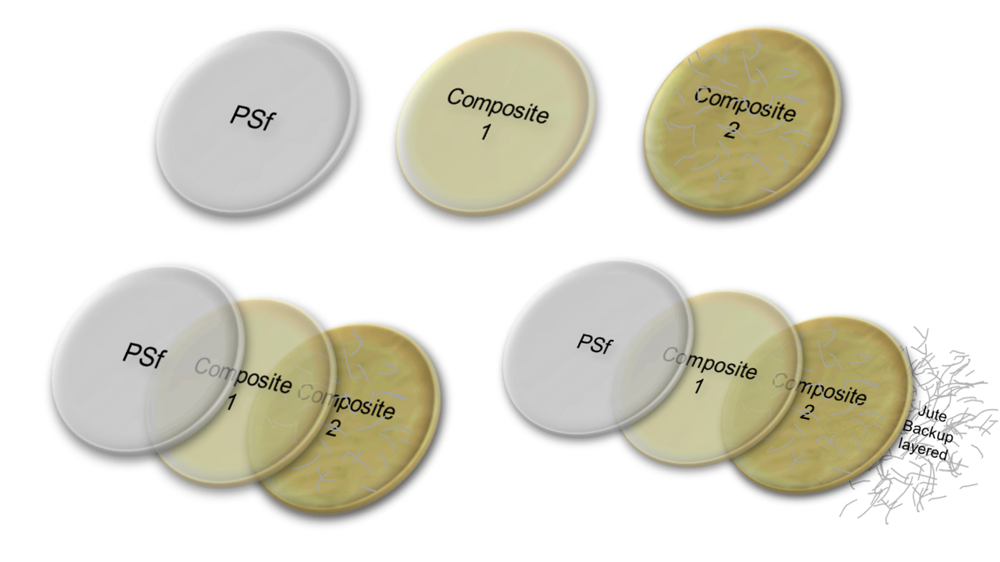 PSf
Composite
1
Composite
2
PSf
Composite
1
Composite
2
PSf
Composite
1
Composite
2
Jute
Backup
layered